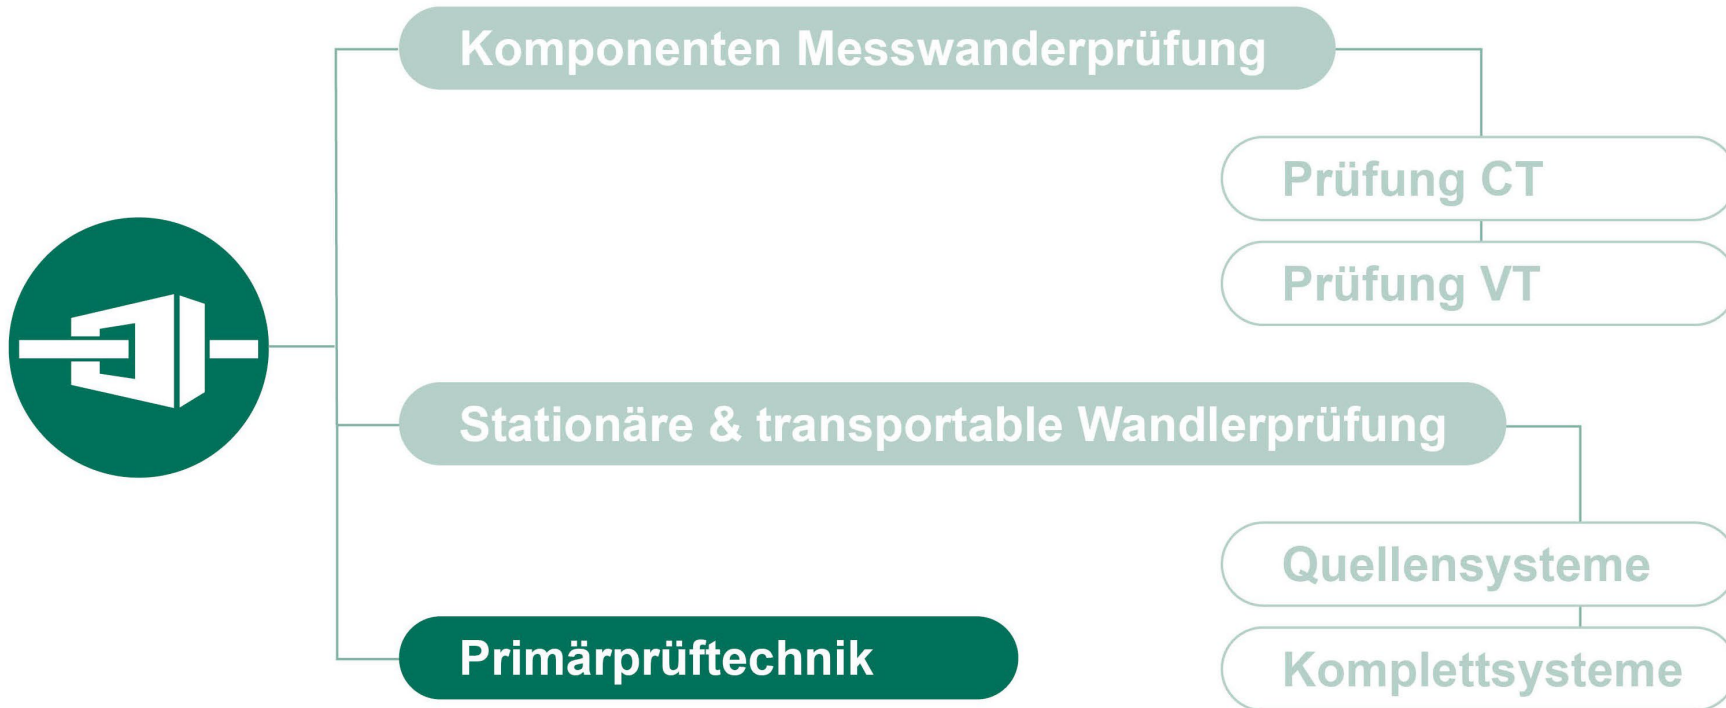 Komponenten Messwanderprüfung
Prüfung CT
Prüfung VT
Stationäre & transportable Wandlerprüfung
Quellensysteme
Komplettsysteme
Primärprüftechnik